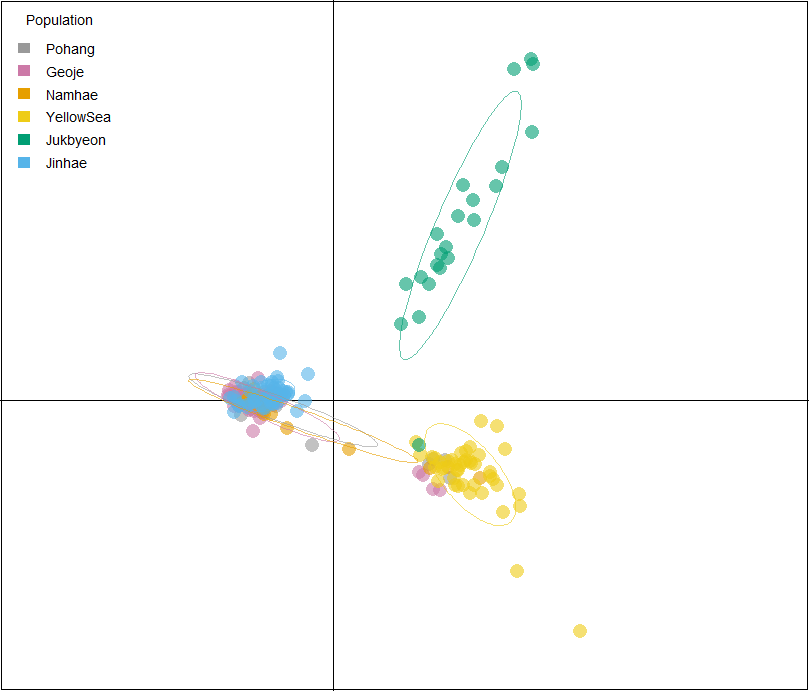 Population
Pohang
Geoje
Namhae
YellowSea
Jukbyeon
Jinhae